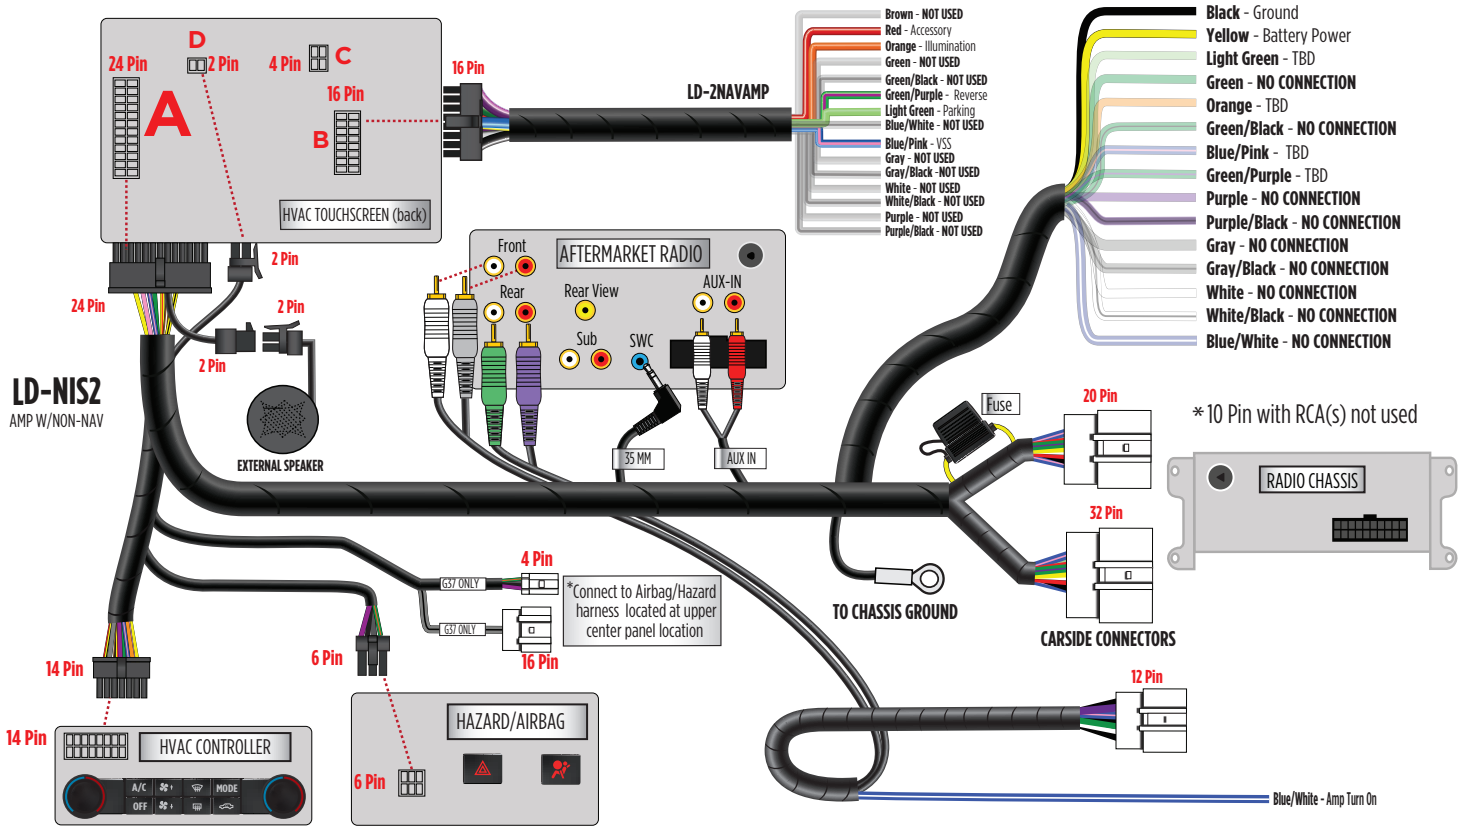 D
24 Pin
2 Pin
4 Pin
C
A
16 Pin
B
HVAC TOUCHSCREEN (back)
16 Pin
LD-2NAVAMP
Brown - NOT USED
Red - Accessory
Orange - Illumination
Green - NOT USED
Green/Black - NOT USED
Green/Purple - Reverse
Light Green - Parking
Blue/White - NOT USED
Blue/Pink - VSS
Gray - NOT USED
Gray/Black -NOT USED
White - NOT USED
White/Black - NOT USED
Purple - NOT USED
Purple/Black - NOT USED
Black - Ground
Yellow - Battery Power
Light Green - TBD
Green - NO CONNECTION
Orange - TBD
Green/Black - NO CONNECTION
Blue/Pink - TBD
Green/Purple - TBD
Purple - NO CONNECTION
Purple/Black - NO CONNECTION
Gray - NO CONNECTION
Gray/Black - NO CONNECTION
White - NO CONNECTION
White/Black - NO CONNECTION
Blue/White - NO CONNECTION
2 Pin
24 Pin
2 Pin
2 Pin
LD-NIS2
AMP W/NON-NAV
EXTERNAL SPEAKER
Front
AFTERMARKET RADIO
Rear
Rear View
AUX-IN
Sub
SWC
35 MM
AUX IN
Fuse
20 Pin
*10 Pin with RCA(s) not used
RADIO CHASSIS
32 Pin
TO CHASSIS GROUND
CARSIDE CONNECTORS
4 Pin
G37 ONLY
G37 ONLY
16 Pin
*Connect to Airbag/Hazard
harness located at upper
center panel location
14 Pin
6 Pin
12 Pin
14 Pin
HVAC CONTROLLER
A/C
MODE
OFF
HAZARD/AIRBAG
6 Pin
Blue/White - Amp Turn On